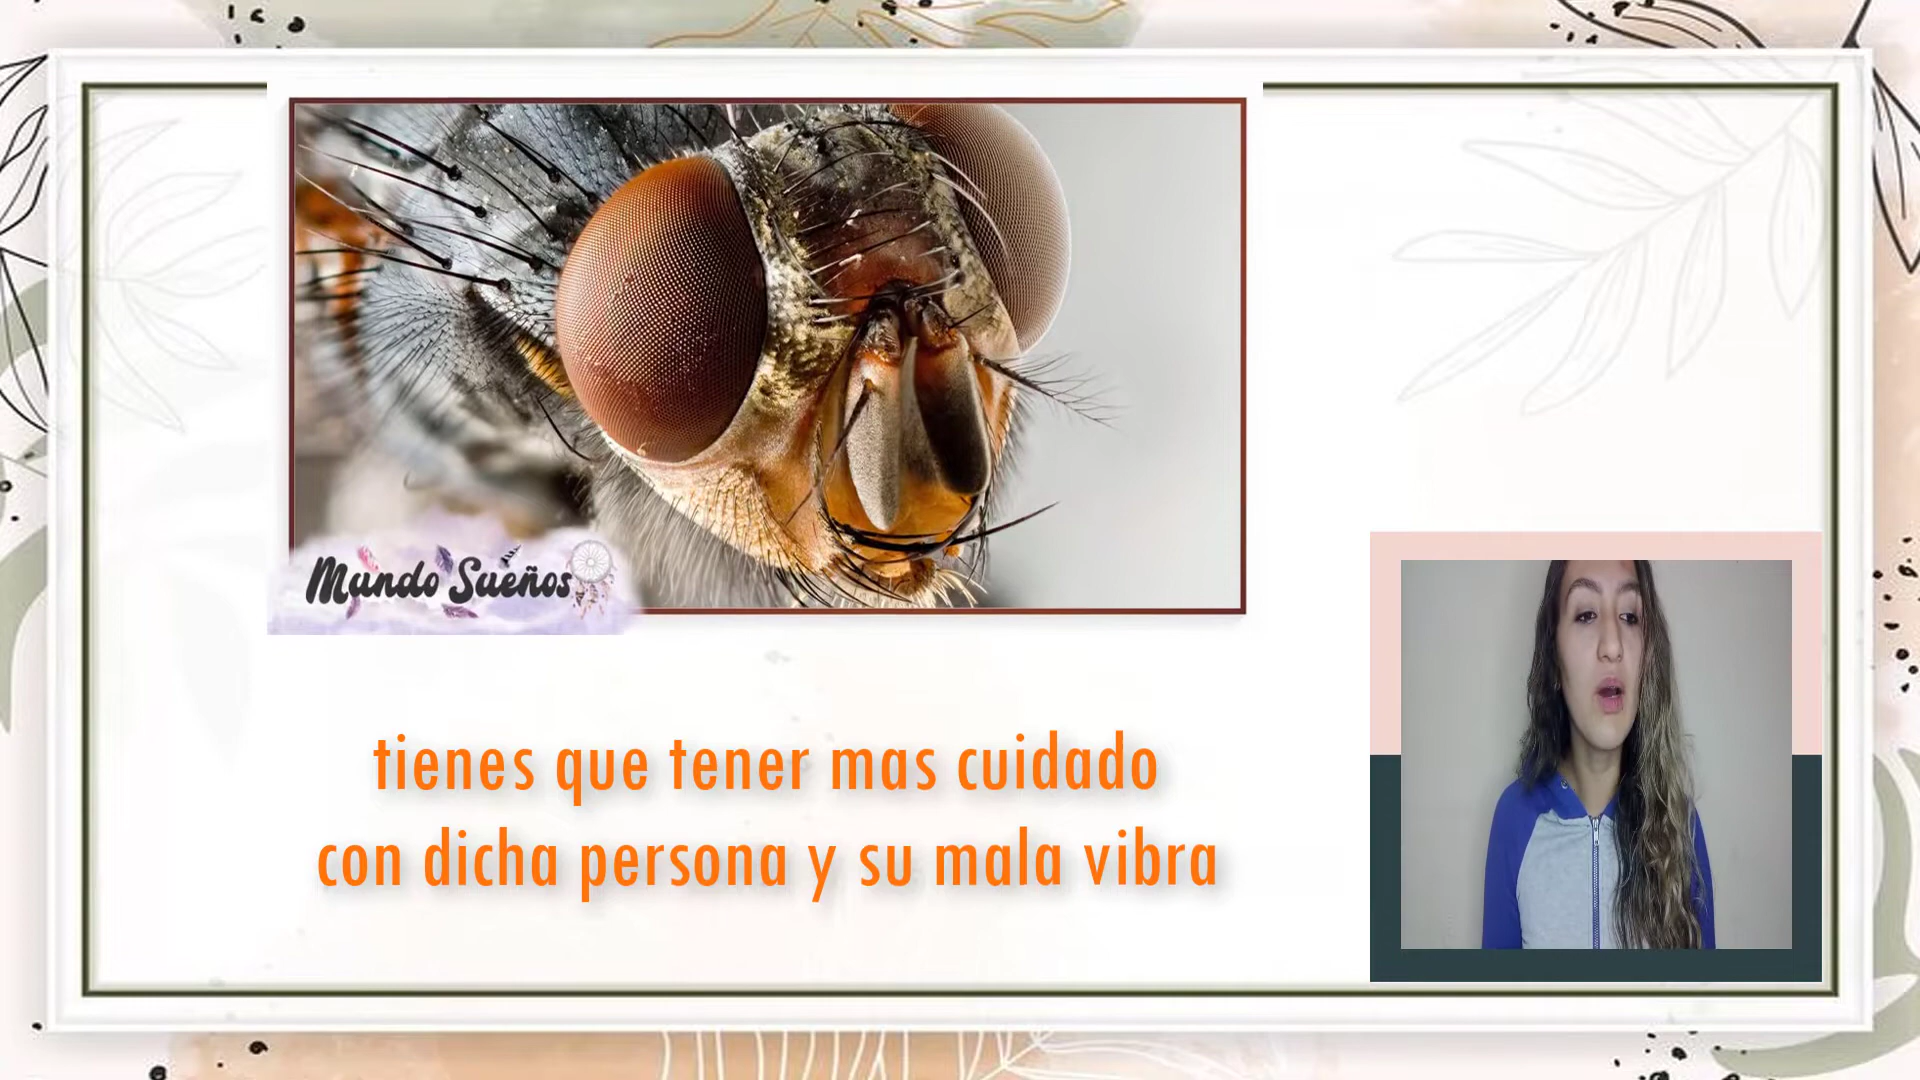 Mundo Sueños
tienes que tener mas cuidado
con dicha persona y su mala vibra